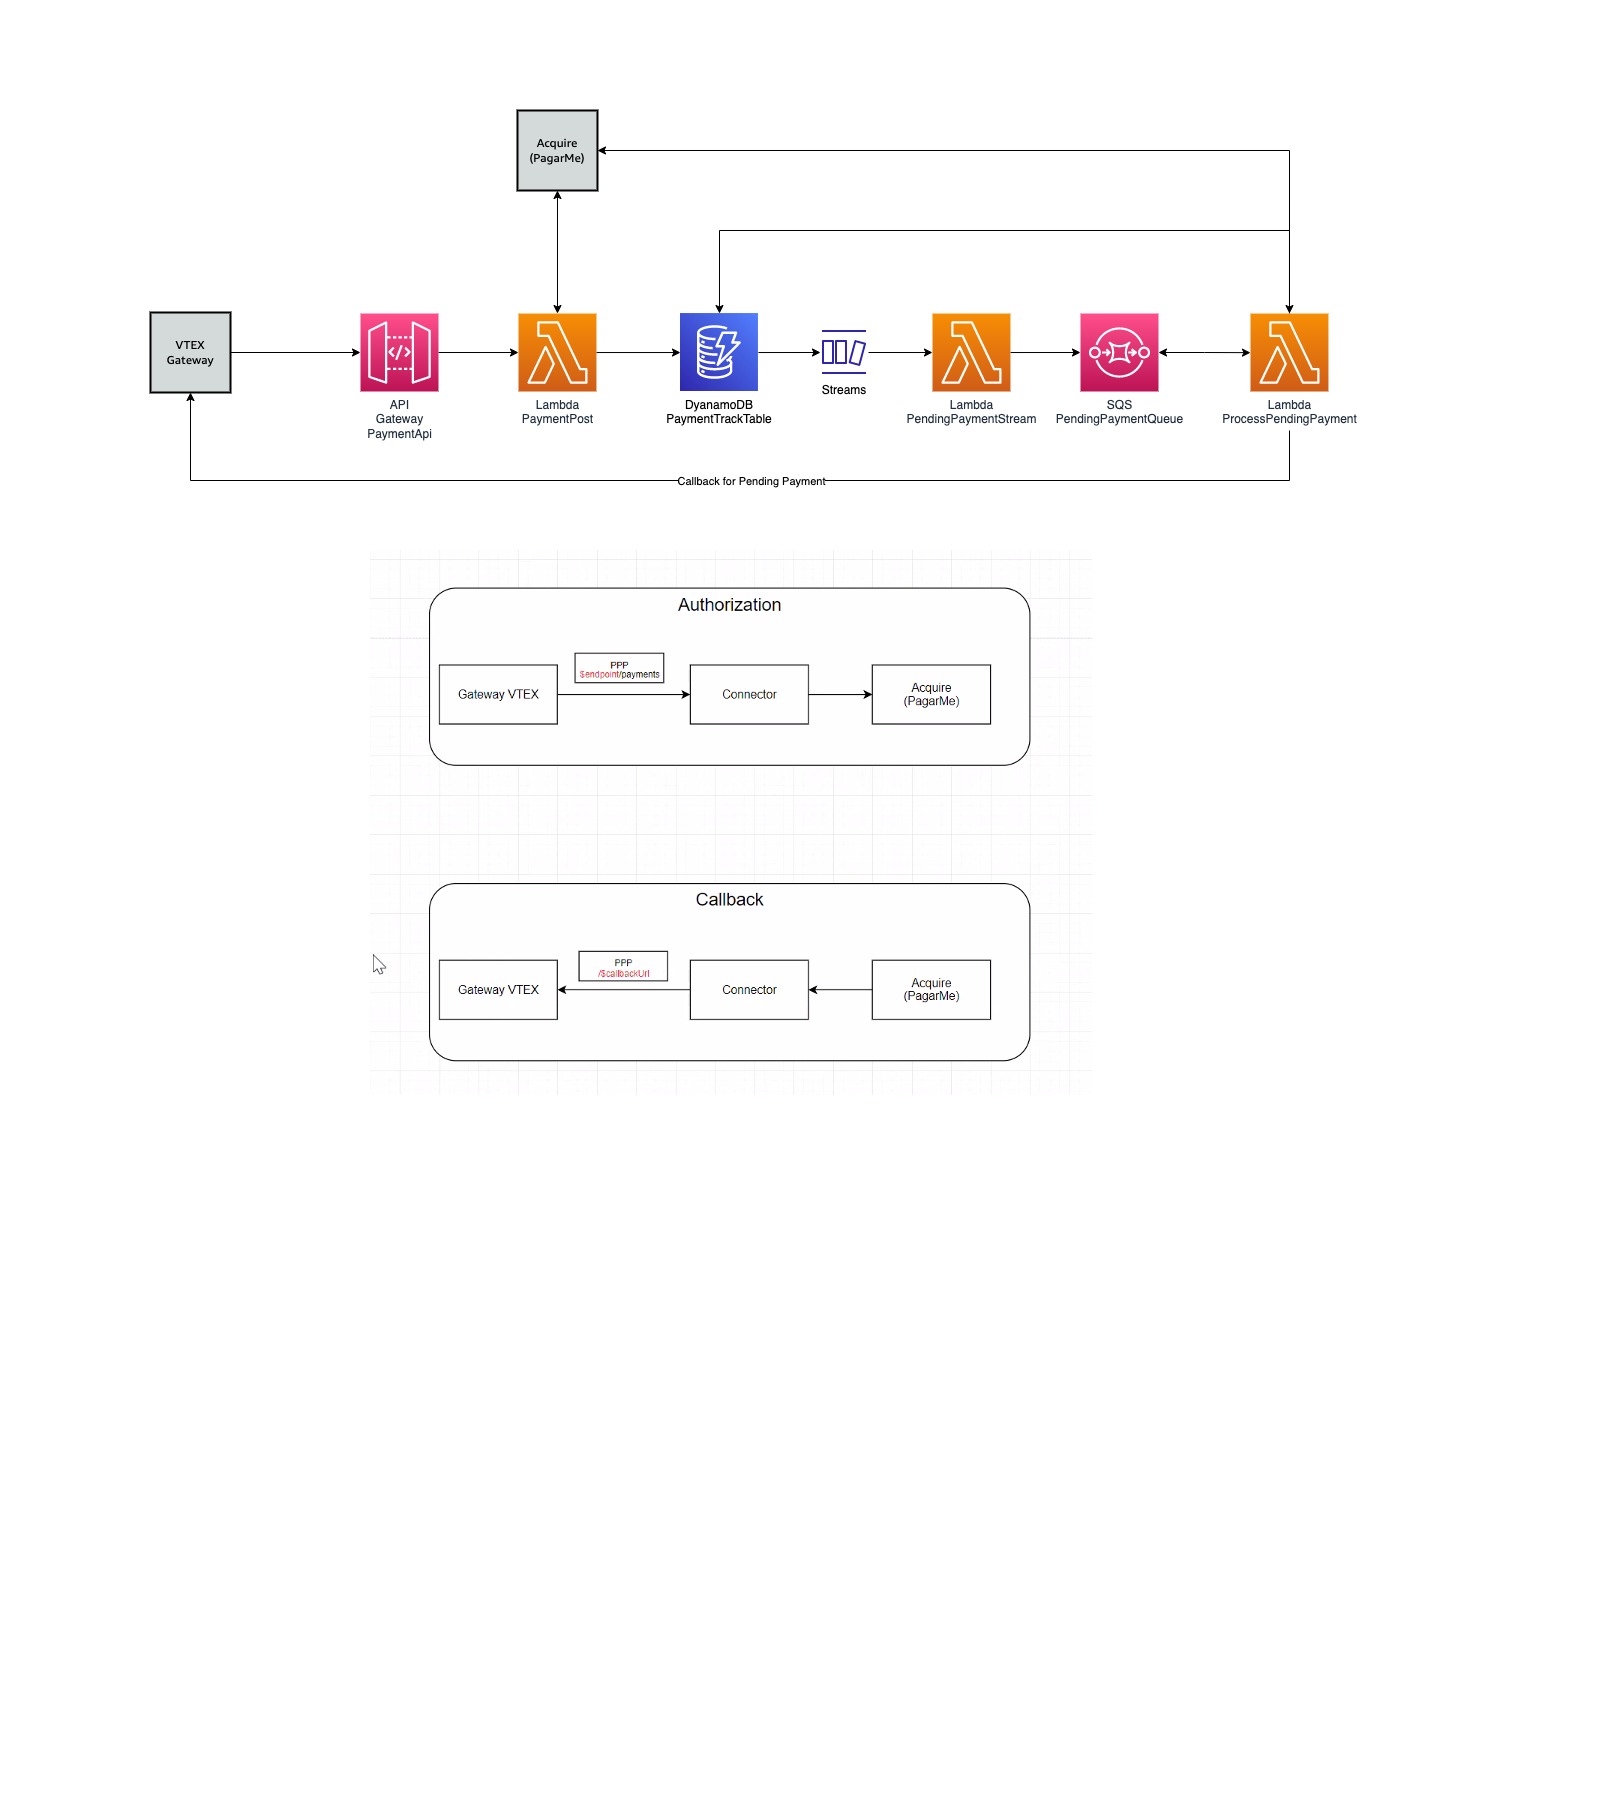 Acquire
(PagarMe)
VTEX
Gateway
API
Gateway
PaymentApi
Lambda
PaymentPost
DyanamoDB
PaymentTrackTable
Streams
Lambda
PendingPaymentStream
SQS
PendingPaymentQueue
Lambda
ProcessPendingPayment
Callback for Pending Payment
Authorization
PPP
$endpoint/payments
Gateway VTEX
Connector
Acquire
(PagarMe)
Callback
PPP
/$callbackUrl
Gateway VTEX
Connector
Acquire
(PagarMe)